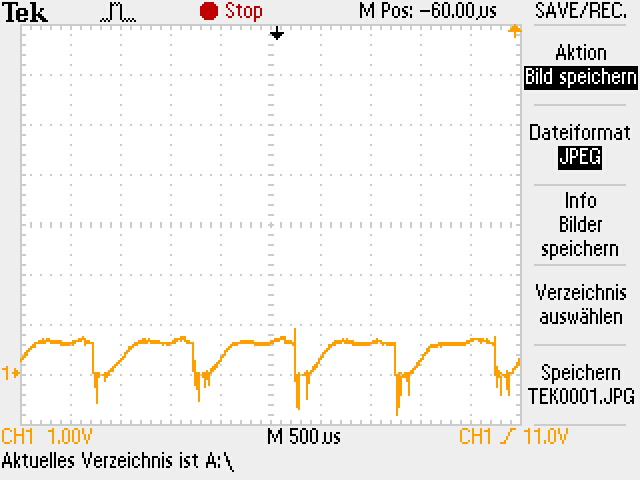 Tek Stop M Pos: -60.00µs SAVE/REC.
Aktion
Bild speichern
Dateiformat
JPEG
Info
Bilder
speichern
Verzeichnis
auswählen
Speichern
TEK0001.JPG
1
CH1 1.00V M 500µs CH1 11.0V
Aktuelles Verzeichnis ist A:\